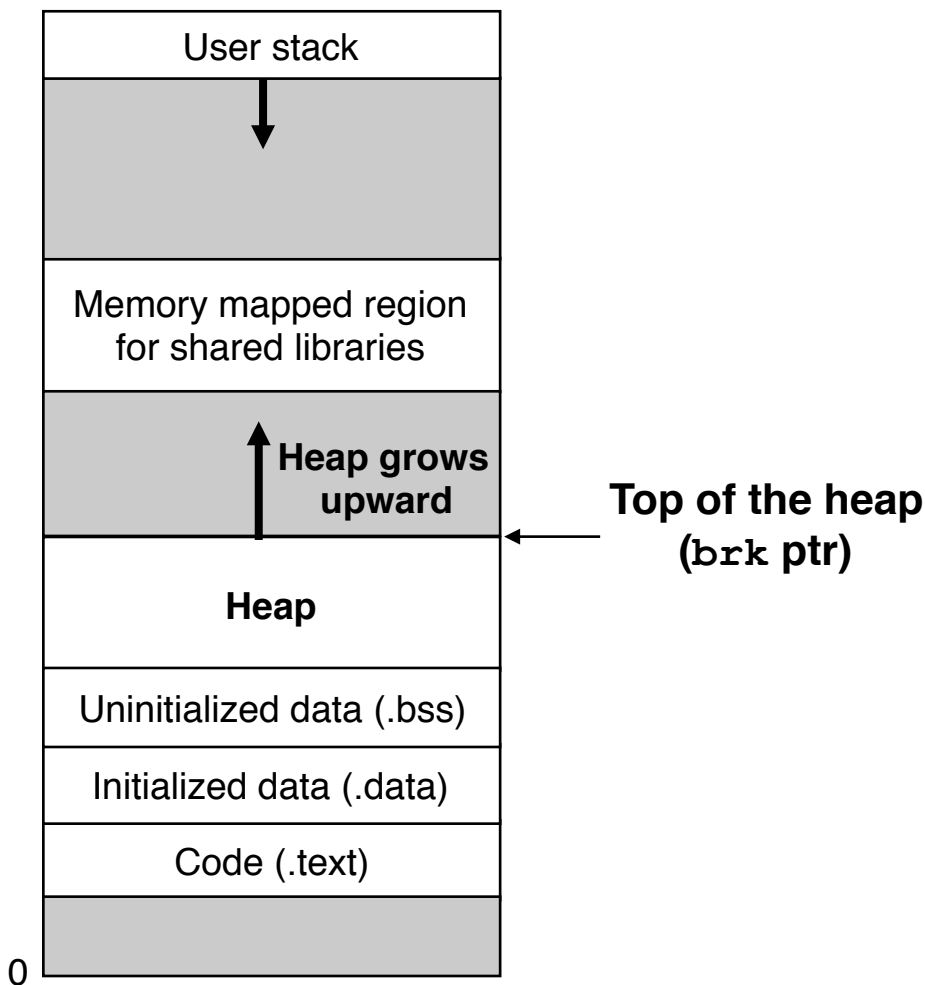 User stack
Memory mapped region
for shared libraries
Heap grows
upward
Top of the heap
(brk ptr)
Heap
Uninitialized data (.bss)
Initialized data (.data)
Code (.text)
0